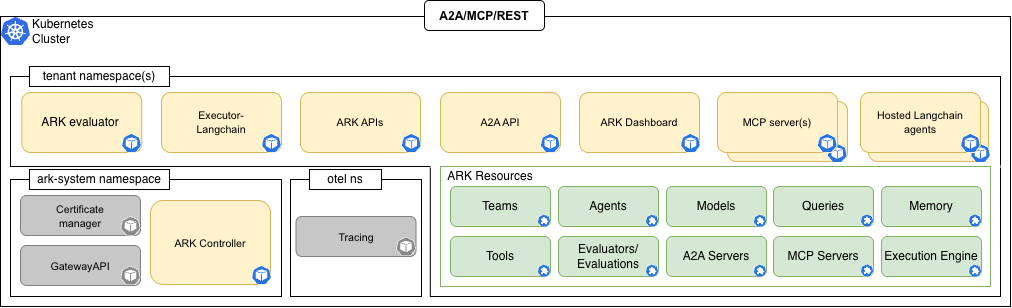 A2A/MCP/REST
Kubernetes
Cluster
tenant namespace(s)
ARK evaluator
Executor-
Langchain
ARK APIs
A2A API
ARK Dashboard
MCP server(s)
Hosted Langchain
agents
ark-system namespace
Certificate
manager
GatewayAPI
ARK Controller
otel ns
Tracing
ARK Resources
Teams
Agents
Models
Queries
Memory
Tools
Evaluators/
Evaluations
A2A Servers
MCP Servers
Execution Engine